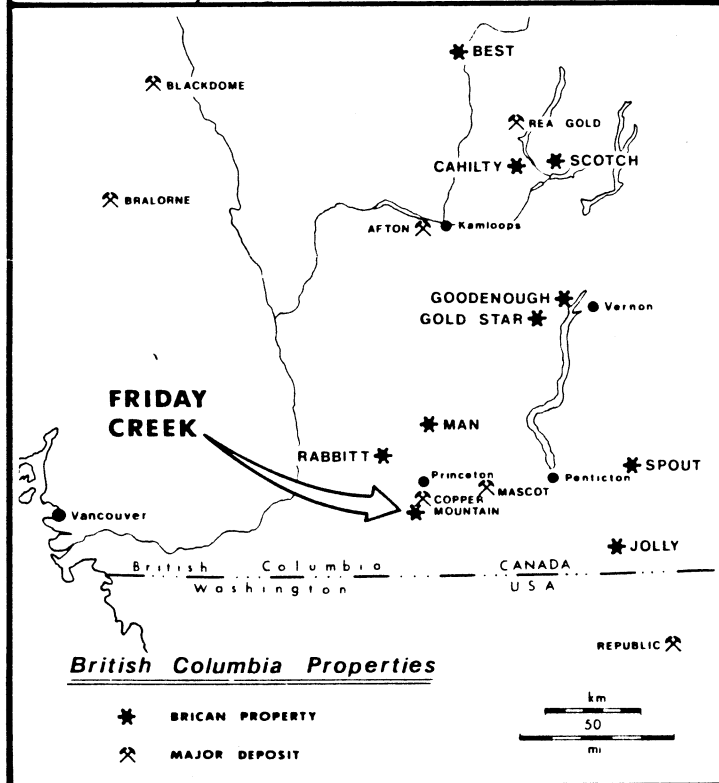 BEST
BLACKDOME
REA GOLD
CAHILTY
SCOTCH
BRALORNE
AFTON
Kamloops
GOODENOUGH
Vernon
GOLD STAR
FRIDAY
CREEK
MAN
RABBITT
SPOUT
Princeton
Penticton
MASCOT
COPPER
MOUNTAIN
Vancouver
JOLLY
British Columbia
CANADA
Washington
USA
REPUBLIC
British Columbia Properties
km
50
mi
BRICAN PROPERTY
MAJOR DEPOSIT